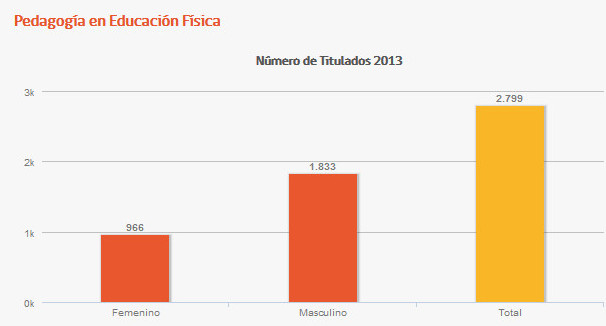 Pedagogía en Educación Física
Número de Titulados 2013
3k
2.799
2k
1.833
1k
966
0k
Femenino
Masculino
Total